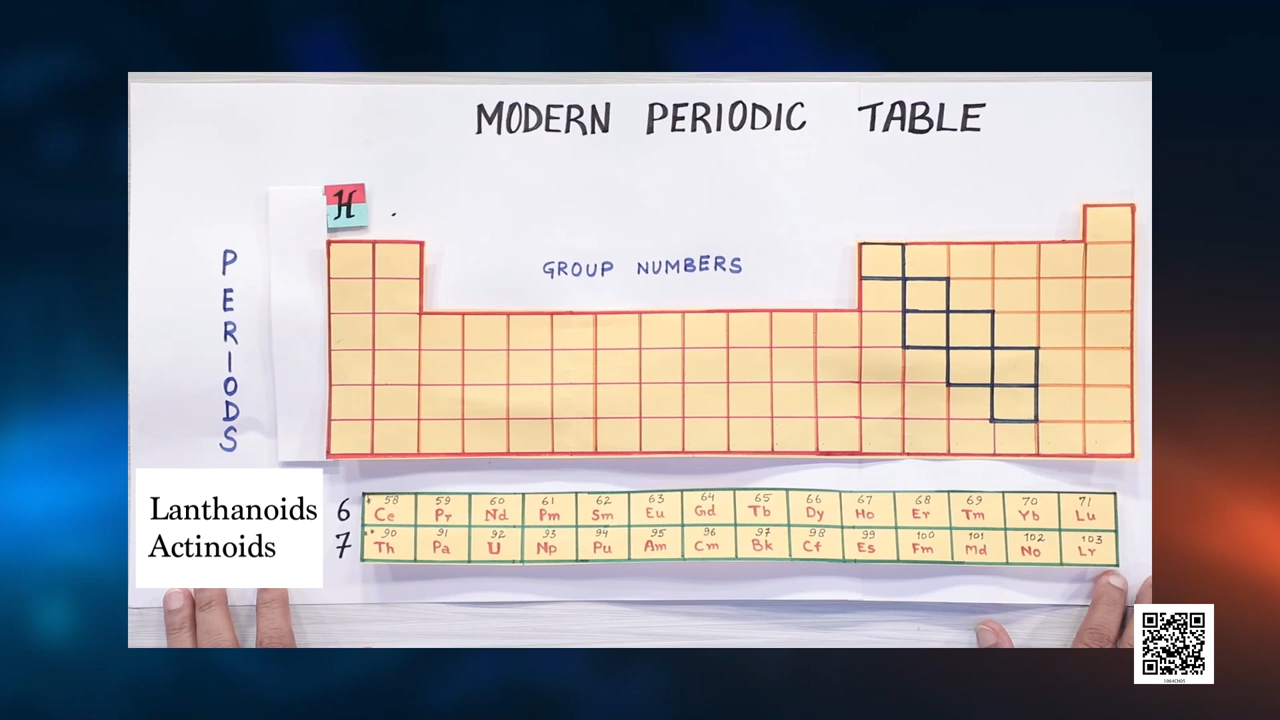 MODERN PERIODIC TABLE
H
GROUP NUMBERS
PERIODS
Lanthanoids
Actinoids
6 * 58 59 60 61 62 63 64 65 66 67 68 69 70 71
Ce Pr Nd Pm Sm Eu Gd Tb Dy Ho Er Tm Yb Lu
7 ** 90 91 92 93 94 95 96 97 98 99 100 101 102 103
Th Pa U Np Pu Am Cm Bk Cf Es Fm Md No Lr
1064CH05